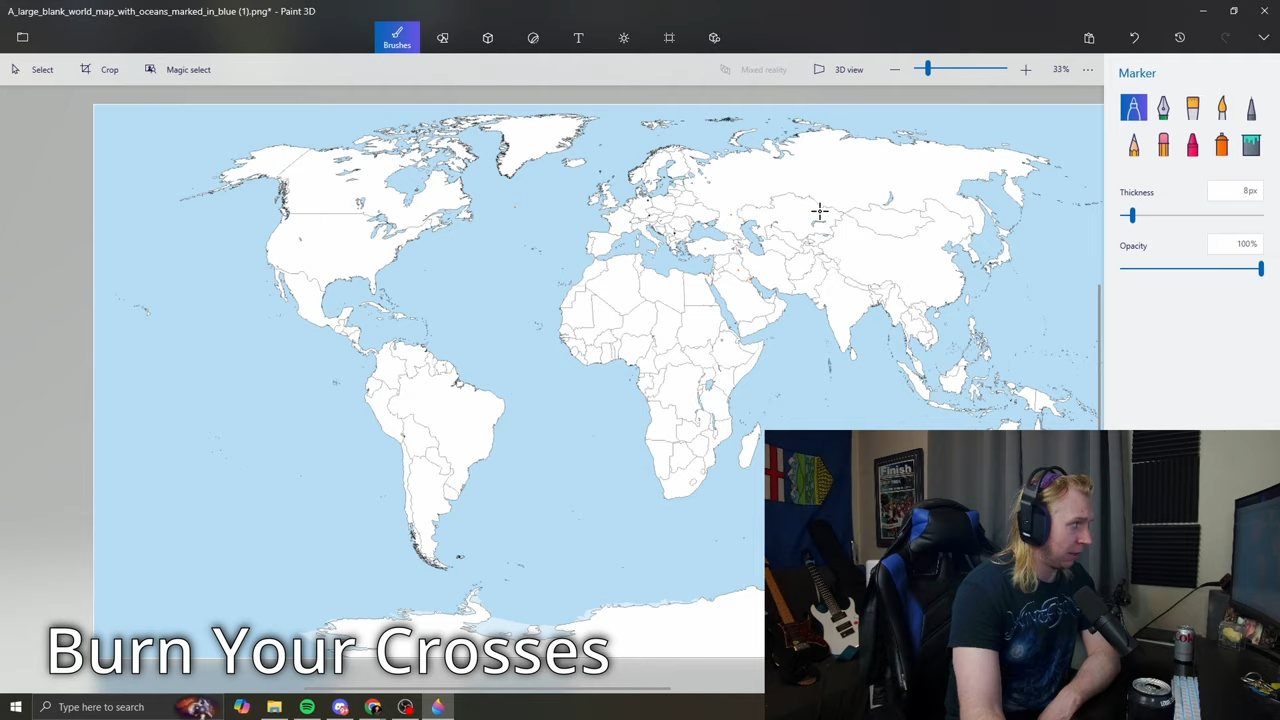 A_large_blank_world_map_with_oceans_marked_in_blue (1).png* - Paint 3D
Brushes
Select
Crop
Magic select
Mixed reality
3D view
33%
Marker
Thickness
8px
Opacity
100%
Finish
Burn Your Crosses
Type here to search